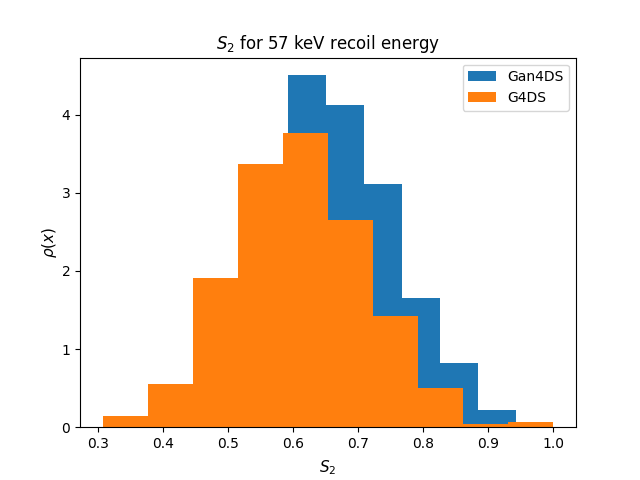 S₂ for 57 keV recoil energy
Gan4DS
G4DS
ρ(x)
4
3
2
1
0
0.3 0.4 0.5 0.6 0.7 0.8 0.9 1.0
S₂